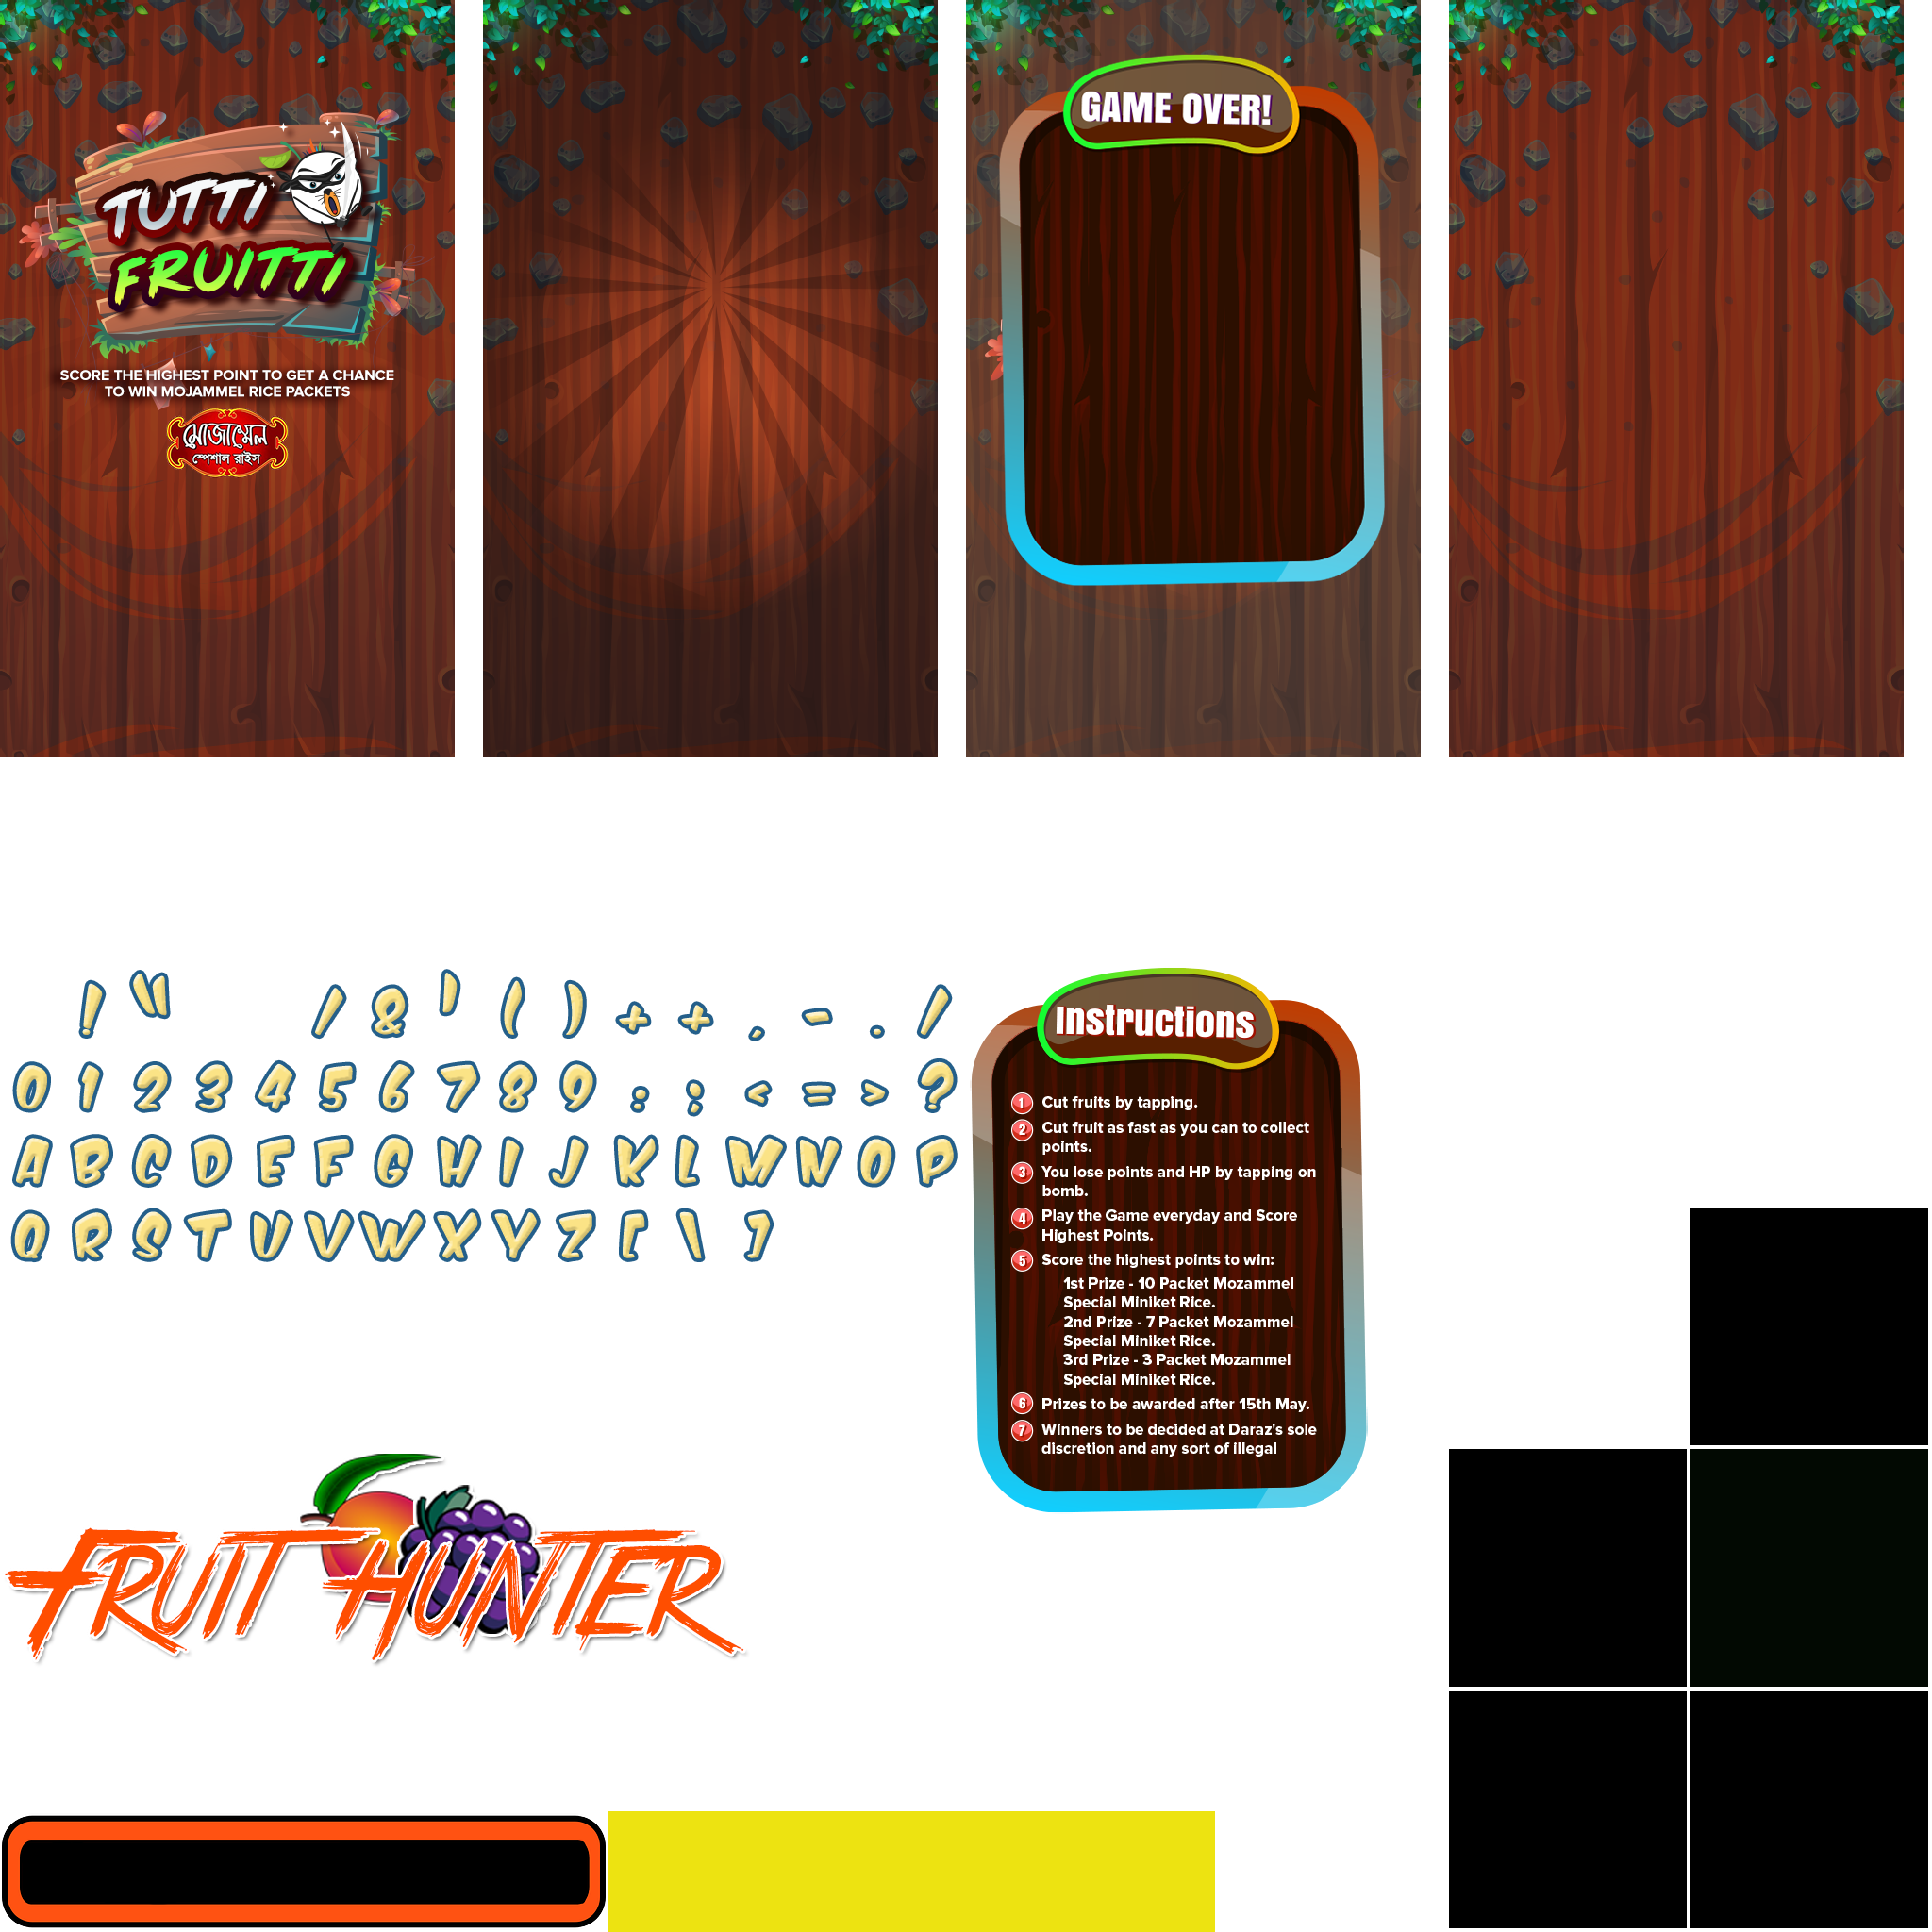 TUTTI
FRUITTI
SCORE THE HIGHEST POINT TO GET A CHANCE
TO WIN MOJAMMEL RICE PACKETS
মোজাম্মেল
স্পেশাল রাইস
GAME OVER!
! " / & ' ( ) + + , - . /
0 1 2 3 4 5 6 7 8 9 : ; < = > ?
A B C D E F G H I J K L M N O P
Q R S T U V W X Y Z [ \ ]
Instructions
1 Cut fruits by tapping.
2 Cut fruit as fast as you can to collect
points.
3 You lose points and HP by tapping on
bomb.
4 Play the Game everyday and Score
Highest Points.
5 Score the highest points to win:
1st Prize - 10 Packet Mozammel
Special Miniket Rice.
2nd Prize - 7 Packet Mozammel
Special Miniket Rice.
3rd Prize - 3 Packet Mozammel
Special Miniket Rice.
6 Prizes to be awarded after 15th May.
7 Winners to be decided at Daraz's sole
discretion and any sort of illegal
FRUIT HUNTER